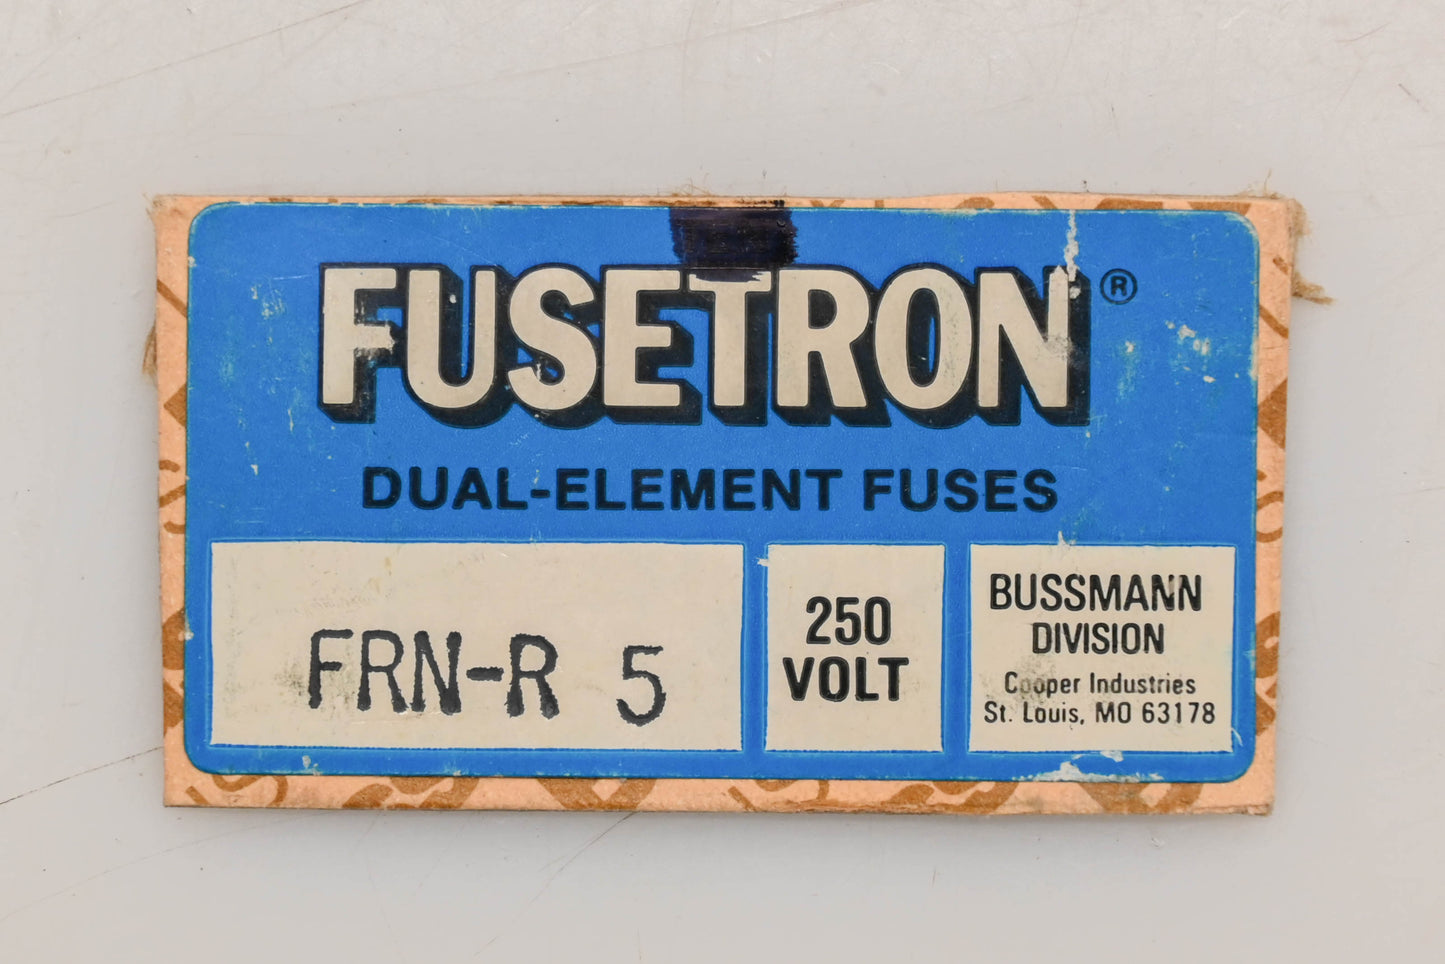 FUSETRON®
DUAL-ELEMENT FUSES
FRN-R 5
250
VOLT
BUSSMANN
DIVISION
Cooper Industries
St. Louis, MO 63178